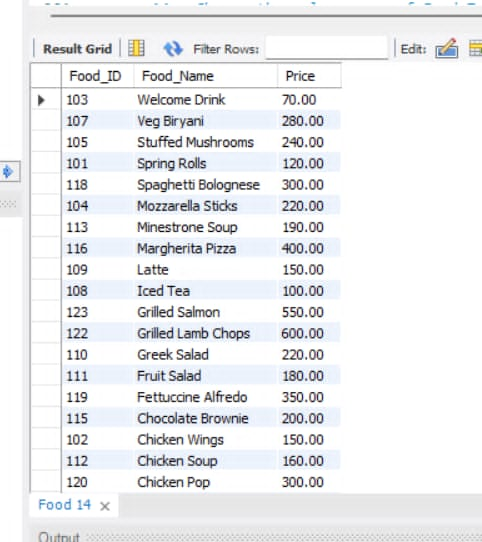 Result Grid Filter Rows: Edit:
Food_ID Food_Name Price
103 Welcome Drink 70.00
107 Veg Biryani 280.00
105 Stuffed Mushrooms 240.00
101 Spring Rolls 120.00
118 Spaghetti Bolognese 300.00
104 Mozzarella Sticks 220.00
113 Minestrone Soup 190.00
116 Margherita Pizza 400.00
109 Latte 150.00
108 Iced Tea 100.00
123 Grilled Salmon 550.00
122 Grilled Lamb Chops 600.00
110 Greek Salad 220.00
111 Fruit Salad 180.00
119 Fettuccine Alfredo 350.00
115 Chocolate Brownie 200.00
102 Chicken Wings 150.00
112 Chicken Soup 160.00
120 Chicken Pop 300.00
Food 14
Output